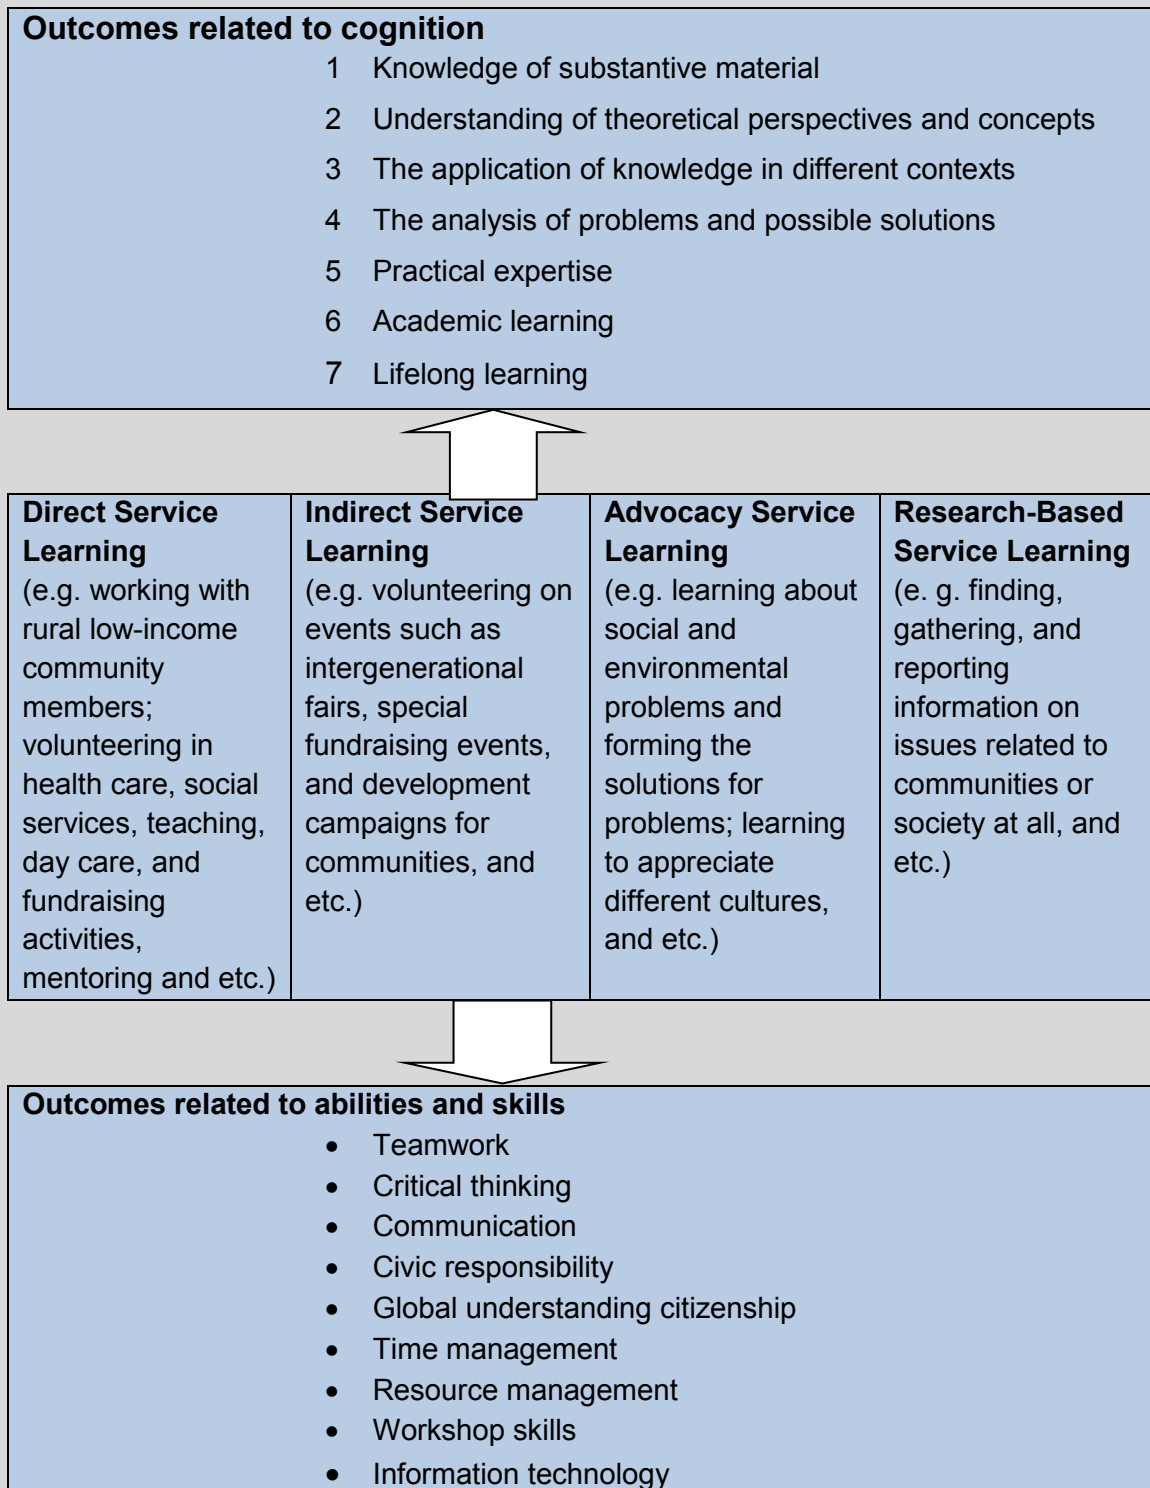 Outcomes related to cognition
1 Knowledge of substantive material
2 Understanding of theoretical perspectives and concepts
3 The application of knowledge in different contexts
4 The analysis of problems and possible solutions
5 Practical expertise
6 Academic learning
7 Lifelong learning
Direct Service
Learning
(e.g. working with
rural low-income
community
members;
volunteering in
health care, social
services, teaching,
day care, and
fundraising
activities,
mentoring and etc.)
Indirect Service
Learning
(e.g. volunteering on
events such as
intergenerational
fairs, special
fundraising events,
and development
campaigns for
communities, and
etc.)
Advocacy Service
Learning
(e.g. learning about
social and
environmental
problems and
forming the
solutions for
problems; learning
to appreciate
different cultures,
and etc.)
Research-Based
Service Learning
(e. g. finding,
gathering, and
reporting
information on
issues related to
communities or
society at all, and
etc.)
Outcomes related to abilities and skills
• Teamwork
• Critical thinking
• Communication
• Civic responsibility
• Global understanding citizenship
• Time management
• Resource management
• Workshop skills
• Information technology